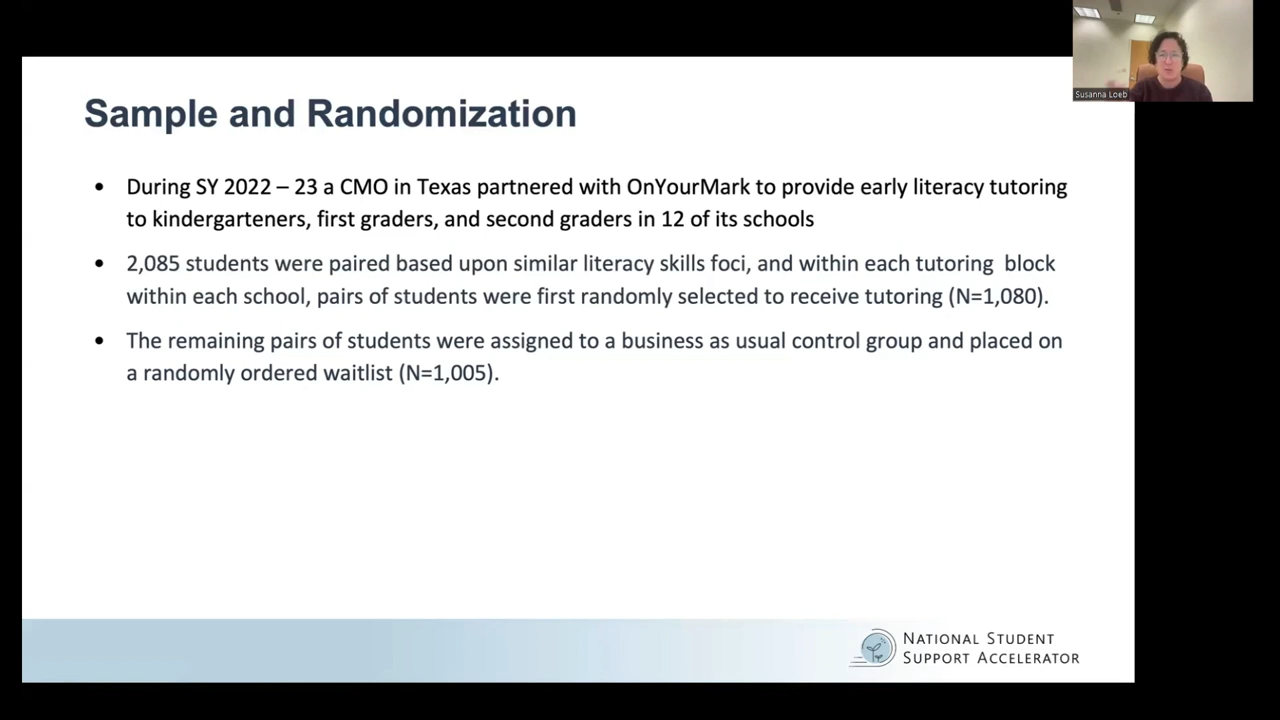 Susanna Loeb
Sample and Randomization
• During SY 2022 – 23 a CMO in Texas partnered with OnYourMark to provide early literacy tutoring
to kindergarteners, first graders, and second graders in 12 of its schools
• 2,085 students were paired based upon similar literacy skills foci, and within each tutoring block
within each school, pairs of students were first randomly selected to receive tutoring (N=1,080).
• The remaining pairs of students were assigned to a business as usual control group and placed on
a randomly ordered waitlist (N=1,005).
NATIONAL STUDENT
SUPPORT ACCELERATOR